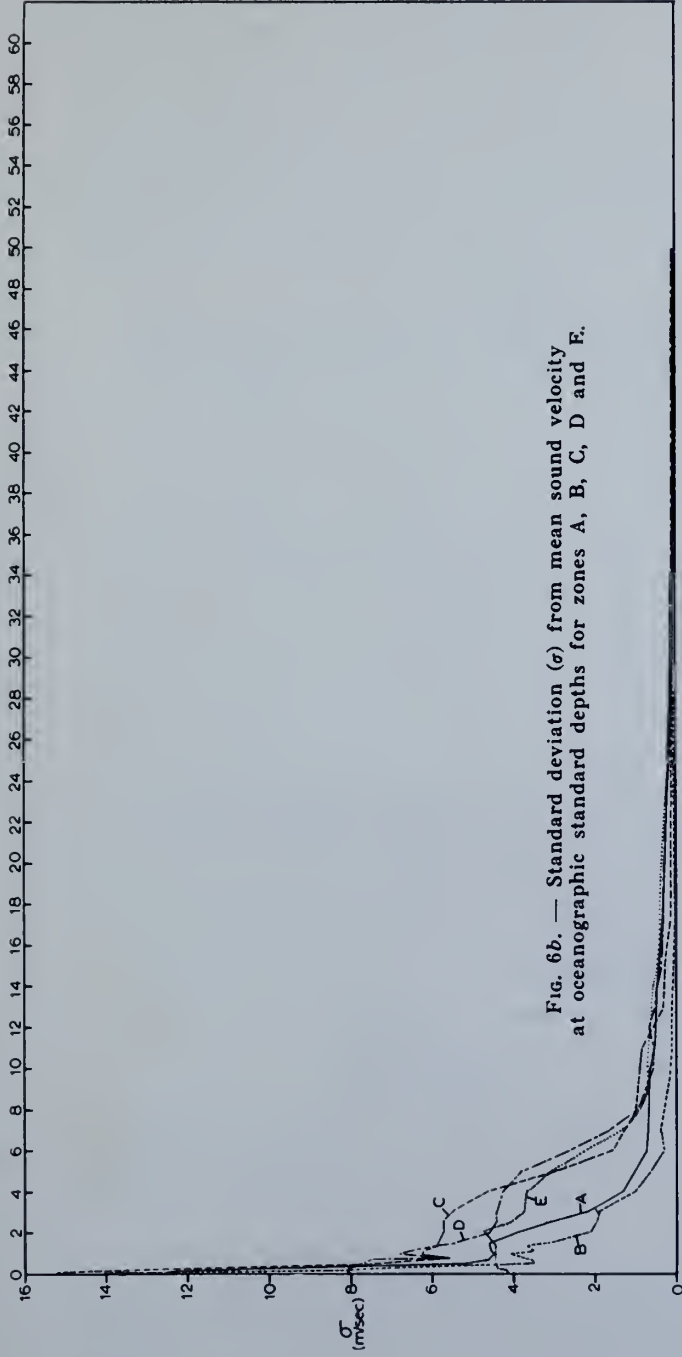 0 2 4 6 8 10 12 14 16 18 20 22 24 26 28 30 32 34 36 38 40 42 44 46 48 50 52 54 56 58 60
16
14
12
10
8
6
4
2
0
σ
(m/sec)
C
D
E
A
B
FIG. 6b. — Standard deviation (σ) from mean sound velocity
at oceanographic standard depths for zones A, B, C, D and E.